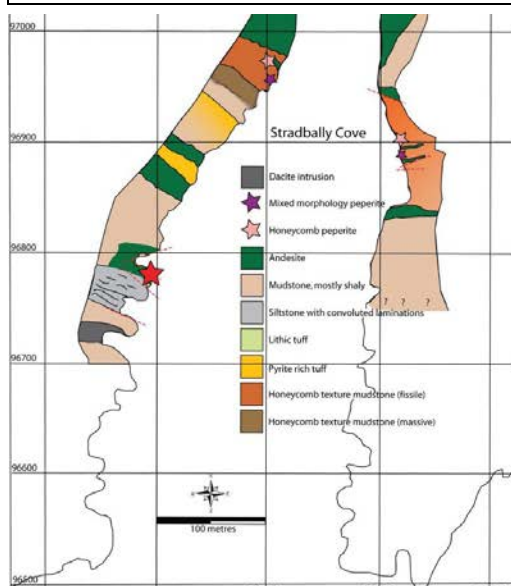 97000
96900
Stradbally Cove
Dacite intrusion
Mixed morphology peperite
Honeycomb peperite
96800
Andesite
Mudstone, mostly shaly
Siltstone with convoluted laminations
? ? ?
Lithic tuff
96700
Pyrite rich tuff
Honeycomb texture mudstone (fissile)
Honeycomb texture mudstone (massive)
96600
100 metres
96500